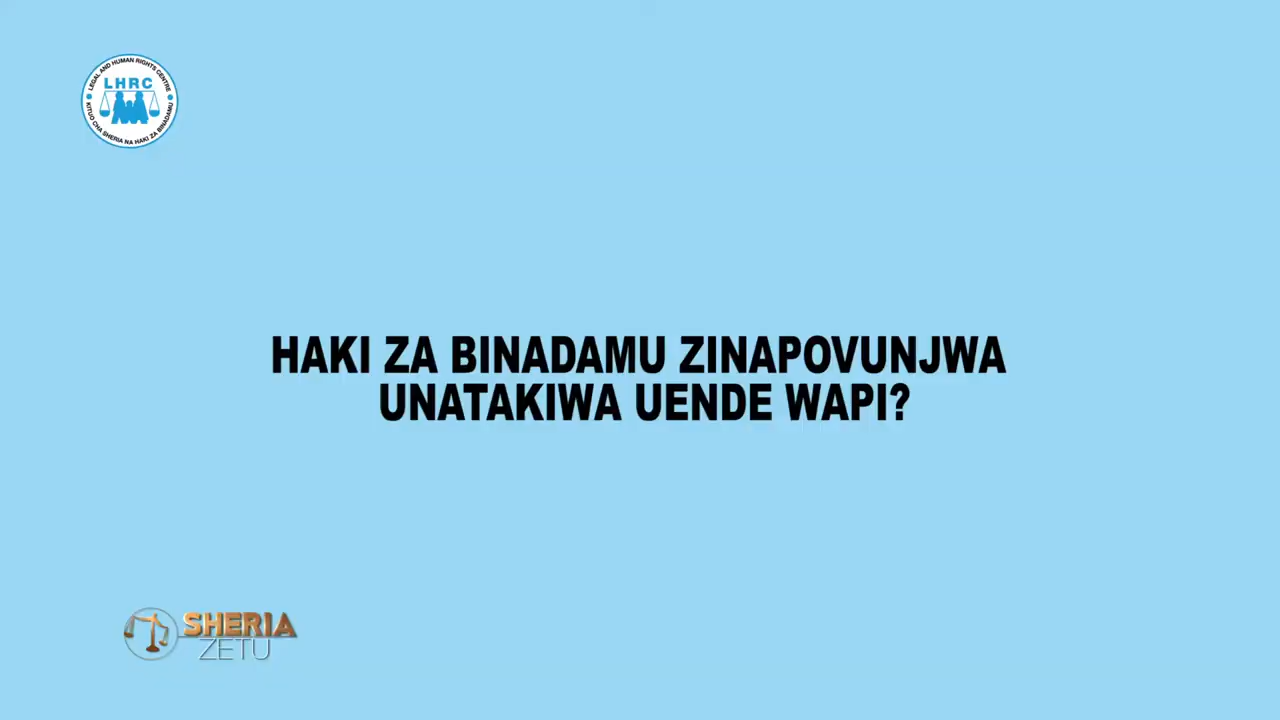 LEGAL AND HUMAN RIGHTS CENTRE
LHRC
KITUO CHA SHERIA NA HAKI ZA BINADAMU
HAKI ZA BINADAMU ZINAPOVUNJWA
UNATAKIWA UENDE WAPI?
SHERIA
ZETU